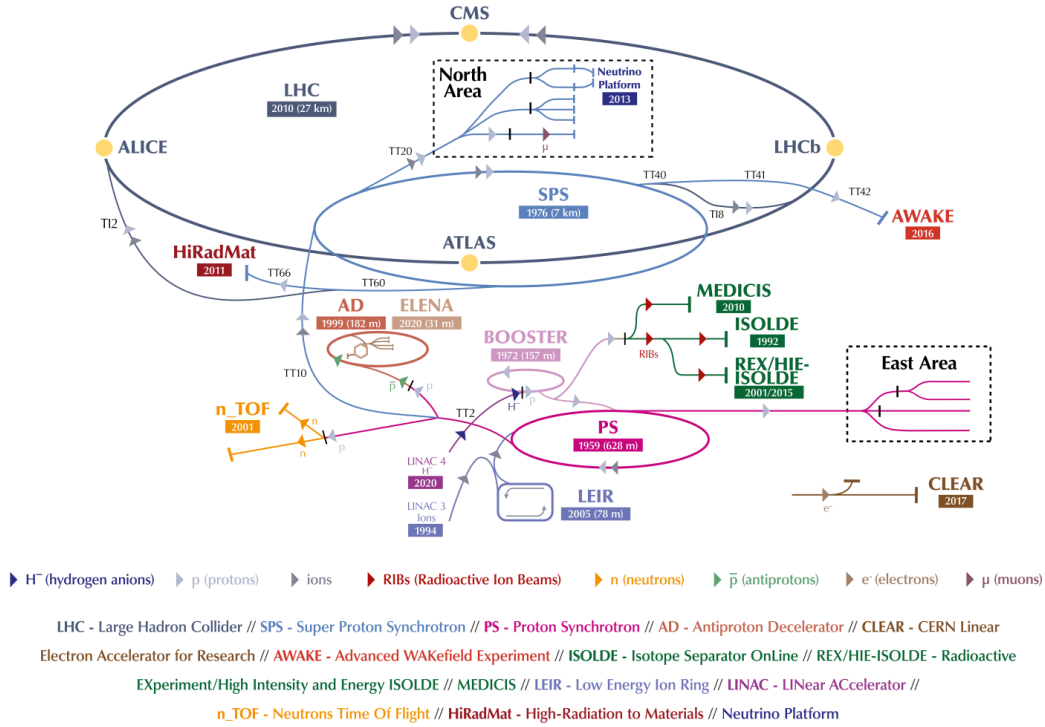 CMS
North
Area
Neutrino
Platform
2013
LHC
2010 (27 km)
ALICE
LHCb
μ
TT20
TT40
TT41
TT42
SPS
1976 (7 km)
TI8
AWAKE
2016
TI2
ATLAS
HiRadMat
2011
TT66
TT60
MEDICIS
2010
AD
1999 (182 m)
ELENA
2020 (31 m)
BOOSTER
1972 (157 m)
ISOLDE
1992
RIBs
REX/HIE-
ISOLDE
2001/2015
East Area
TT10
p̅
p
H⁻
p
TT2
n_TOF
2001
n
n
p
PS
1959 (628 m)
LINAC 4
H⁻
2020
LEIR
2005 (78 m)
LINAC 3
Ions
1994
CLEAR
2017
e⁻
H⁻ (hydrogen anions)
p (protons)
ions
RIBs (Radioactive Ion Beams)
n (neutrons)
p̅ (antiprotons)
e⁻ (electrons)
μ (muons)
LHC - Large Hadron Collider // SPS - Super Proton Synchrotron // PS - Proton Synchrotron // AD - Antiproton Decelerator // CLEAR - CERN Linear
Electron Accelerator for Research // AWAKE - Advanced WAKefield Experiment // ISOLDE - Isotope Separator OnLine // REX/HIE-ISOLDE - Radioactive
EXperiment/High Intensity and Energy ISOLDE // MEDICIS // LEIR - Low Energy Ion Ring // LINAC - LINear ACcelerator //
n_TOF - Neutrons Time Of Flight // HiRadMat - High-Radiation to Materials // Neutrino Platform